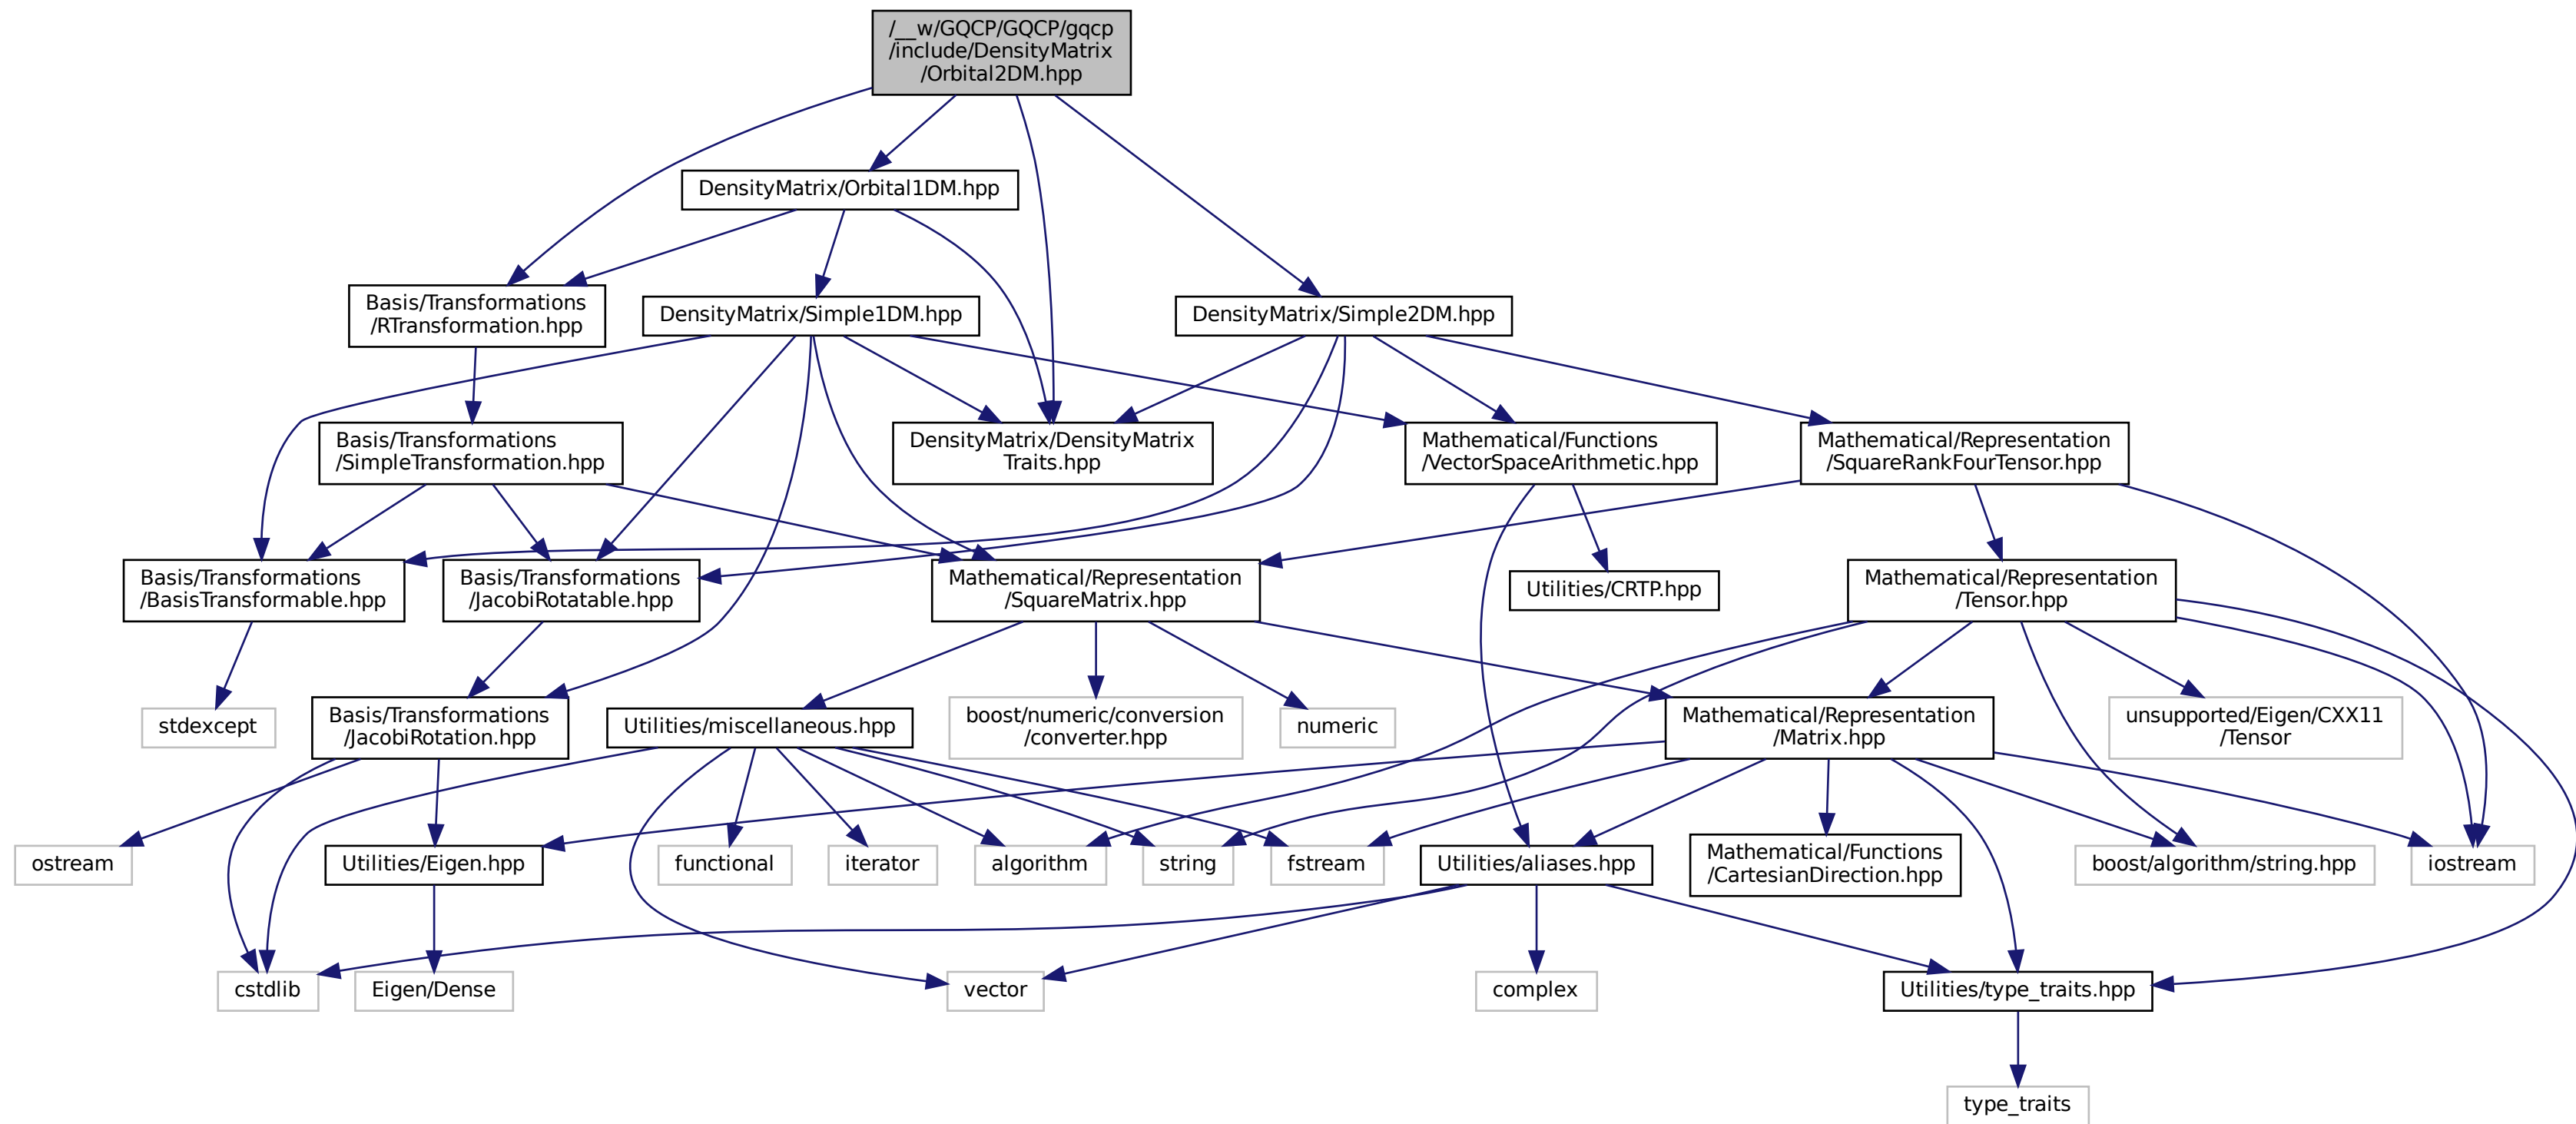 /__w/GQCP/GQCP/gqcp
/include/DensityMatrix
/Orbital2DM.hpp
DensityMatrix/Orbital1DM.hpp
Basis/Transformations
/RTransformation.hpp
DensityMatrix/Simple1DM.hpp
DensityMatrix/Simple2DM.hpp
Basis/Transformations
/SimpleTransformation.hpp
DensityMatrix/DensityMatrix
Traits.hpp
Mathematical/Functions
/VectorSpaceArithmetic.hpp
Mathematical/Representation
/SquareRankFourTensor.hpp
Basis/Transformations
/BasisTransformable.hpp
Basis/Transformations
/JacobiRotatable.hpp
Mathematical/Representation
/SquareMatrix.hpp
Utilities/CRTP.hpp
Mathematical/Representation
/Tensor.hpp
stdexcept
Basis/Transformations
/JacobiRotation.hpp
Utilities/miscellaneous.hpp
boost/numeric/conversion
/converter.hpp
numeric
Mathematical/Representation
/Matrix.hpp
unsupported/Eigen/CXX11
/Tensor
ostream
Utilities/Eigen.hpp
functional
iterator
algorithm
string
fstream
Utilities/aliases.hpp
Mathematical/Functions
/CartesianDirection.hpp
boost/algorithm/string.hpp
iostream
cstdlib
Eigen/Dense
vector
complex
Utilities/type_traits.hpp
type_traits